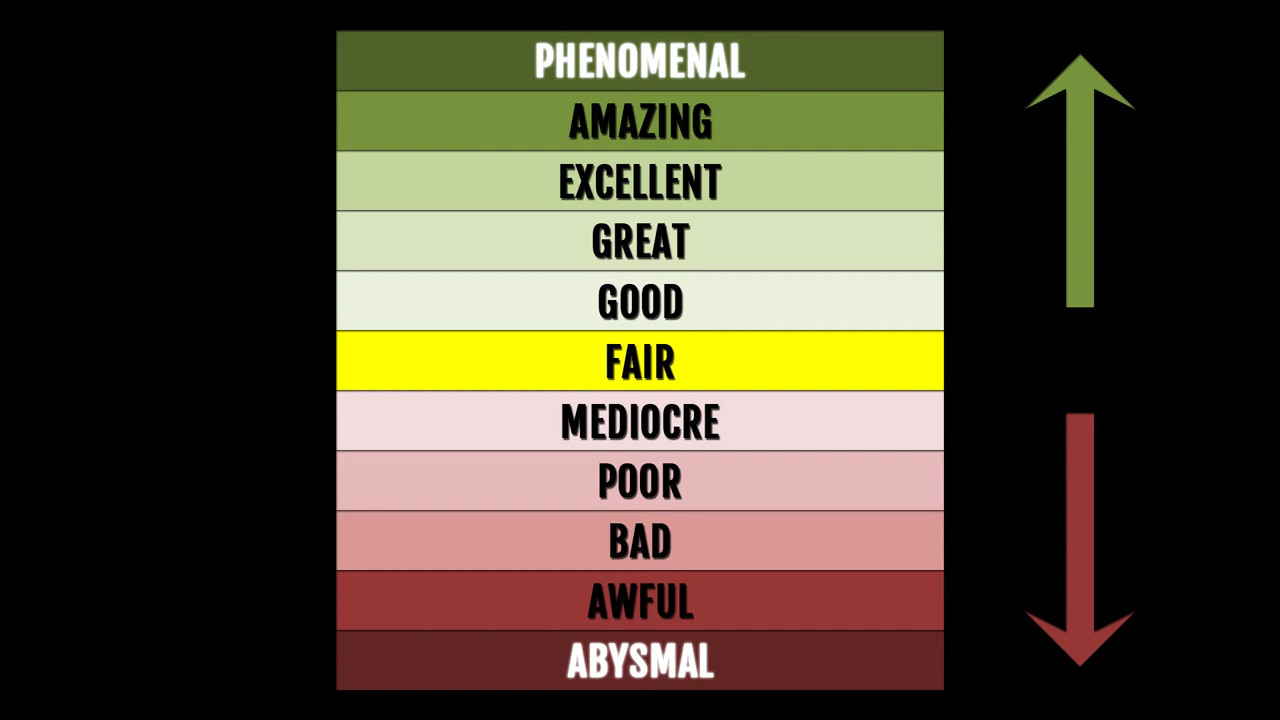 PHENOMENAL
AMAZING
EXCELLENT
GREAT
GOOD
FAIR
MEDIOCRE
POOR
BAD
AWFUL
ABYSMAL